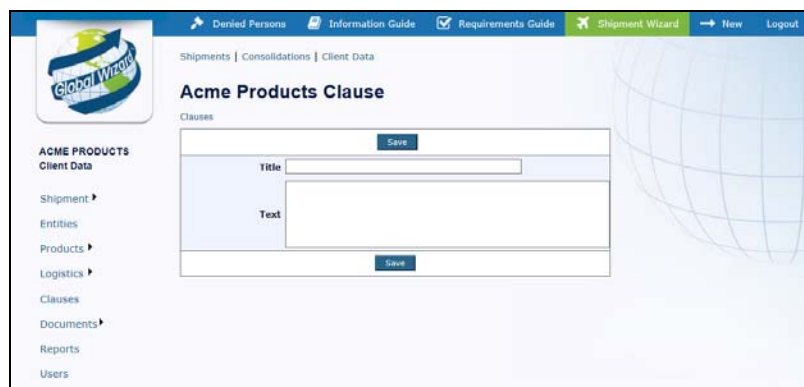 Denied Persons Information Guide Requirements Guide Shipment Wizard New Logout
Global Wizard
Shipments | Consolidations | Client Data
Acme Products Clause
Clauses
Save
Title
Text
Save
ACME PRODUCTS
Client Data
Shipment
Entities
Products
Logistics
Clauses
Documents
Reports
Users